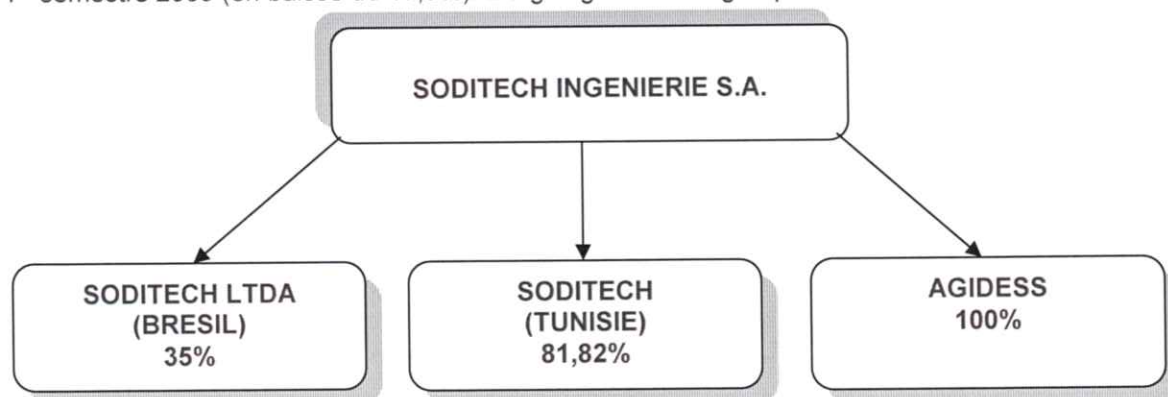 SODITECH INGENIERIE S.A.
SODITECH LTDA
(BRESIL)
35%
SODITECH
(TUNISIE)
81,82%
AGIDESS
100%